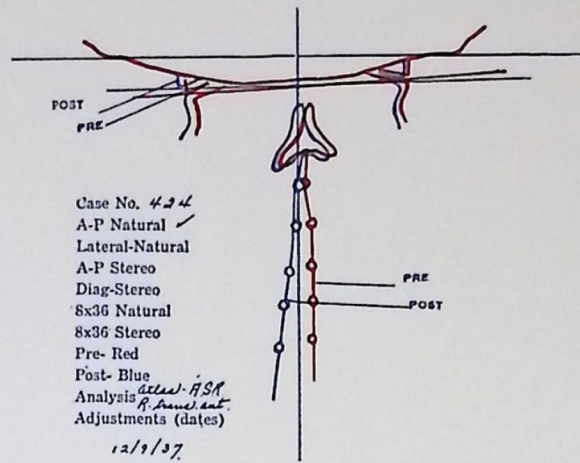 POST
PRE
Case No. 424
A-P Natural ✓
Lateral-Natural
A-P Stereo
Diag-Stereo
8x36 Natural
8x36 Stereo
Pre- Red
Post- Blue
Analysis atlas - ASR
R. trans. ant.
Adjustments (dates)
12/9/37
PRE
POST